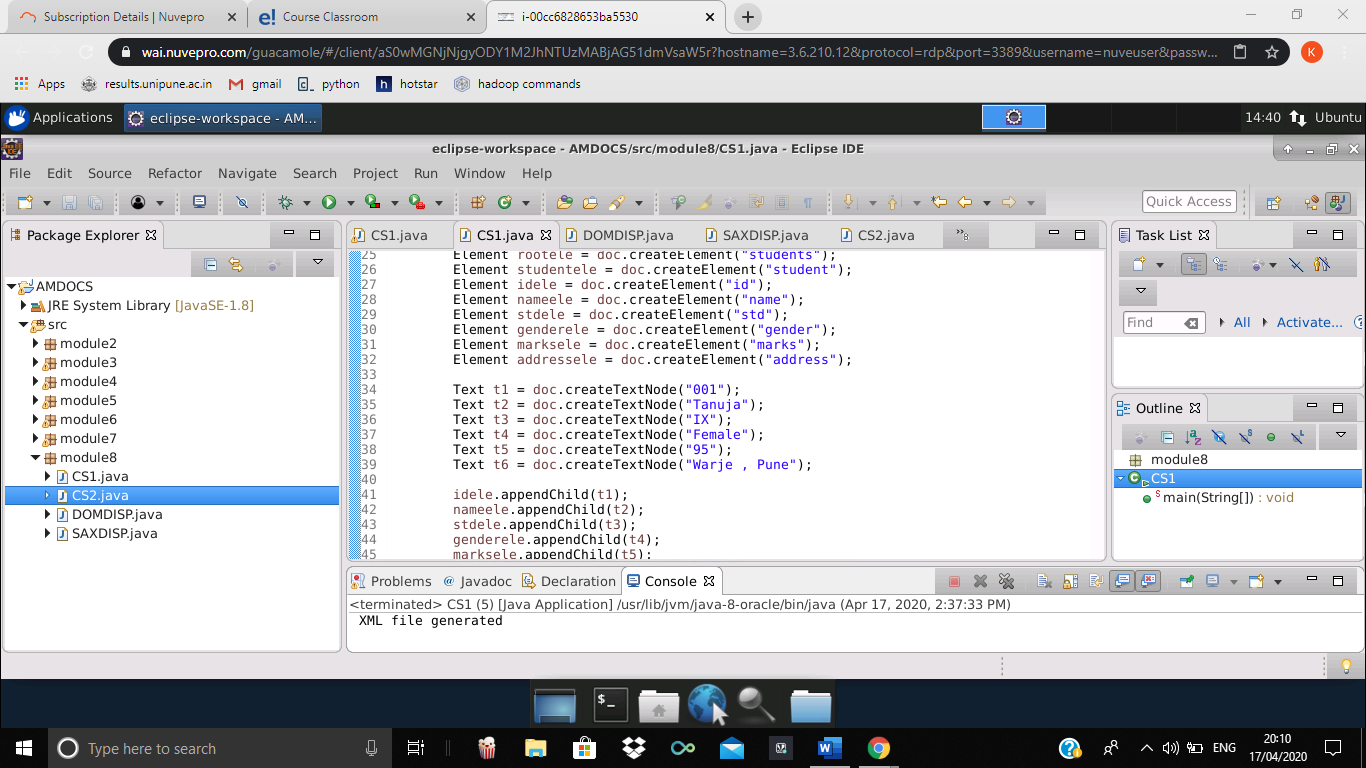 Subscription Details | Nuvepro
Course Classroom
i-00cc6828653ba5530
wai.nuvepro.com/guacamole/#/client/aS0wMGNjNjgyODY1M2JhNTUzMABjAG51dmVsaW5r?hostname=3.6.210.12&protocol=rdp&port=3389&username=nuveuser&passw...
K
Apps
results.unipune.ac.in
gmail
python
hotstar
hadoop commands
Applications
eclipse-workspace - AM...
14:40
Ubuntu
eclipse-workspace - AMDOCS/src/module8/CS1.java - Eclipse IDE
File Edit Source Refactor Navigate Search Project Run Window Help
Quick Access
Package Explorer
AMDOCS
JRE System Library [JavaSE-1.8]
src
module2
module3
module4
module5
module6
module7
module8
CS1.java
CS2.java
DOMDISP.java
SAXDISP.java
CS1.java
CS1.java
DOMDISP.java
SAXDISP.java
CS2.java
»8
25 Element rootele = doc.createElement("students");
26 Element studentele = doc.createElement("student");
27 Element idele = doc.createElement("id");
28 Element nameele = doc.createElement("name");
29 Element stdele = doc.createElement("std");
30 Element genderele = doc.createElement("gender");
31 Element marksele = doc.createElement("marks");
32 Element addressele = doc.createElement("address");
33
34 Text t1 = doc.createTextNode("001");
35 Text t2 = doc.createTextNode("Tanuja");
36 Text t3 = doc.createTextNode("IX");
37 Text t4 = doc.createTextNode("Female");
38 Text t5 = doc.createTextNode("95");
39 Text t6 = doc.createTextNode("Warje , Pune");
40
41 idele.appendChild(t1);
42 nameele.appendChild(t2);
43 stdele.appendChild(t3);
44 genderele.appendChild(t4);
45 marksele.appendChild(t5);
Task List
Find
All
Activate...
Outline
module8
CS1
main(String[]) : void
Problems
Javadoc
Declaration
Console
<terminated> CS1 (5) [Java Application] /usr/lib/jvm/java-8-oracle/bin/java (Apr 17, 2020, 2:37:33 PM)
XML file generated
Type here to search
ENG
20:10
17/04/2020